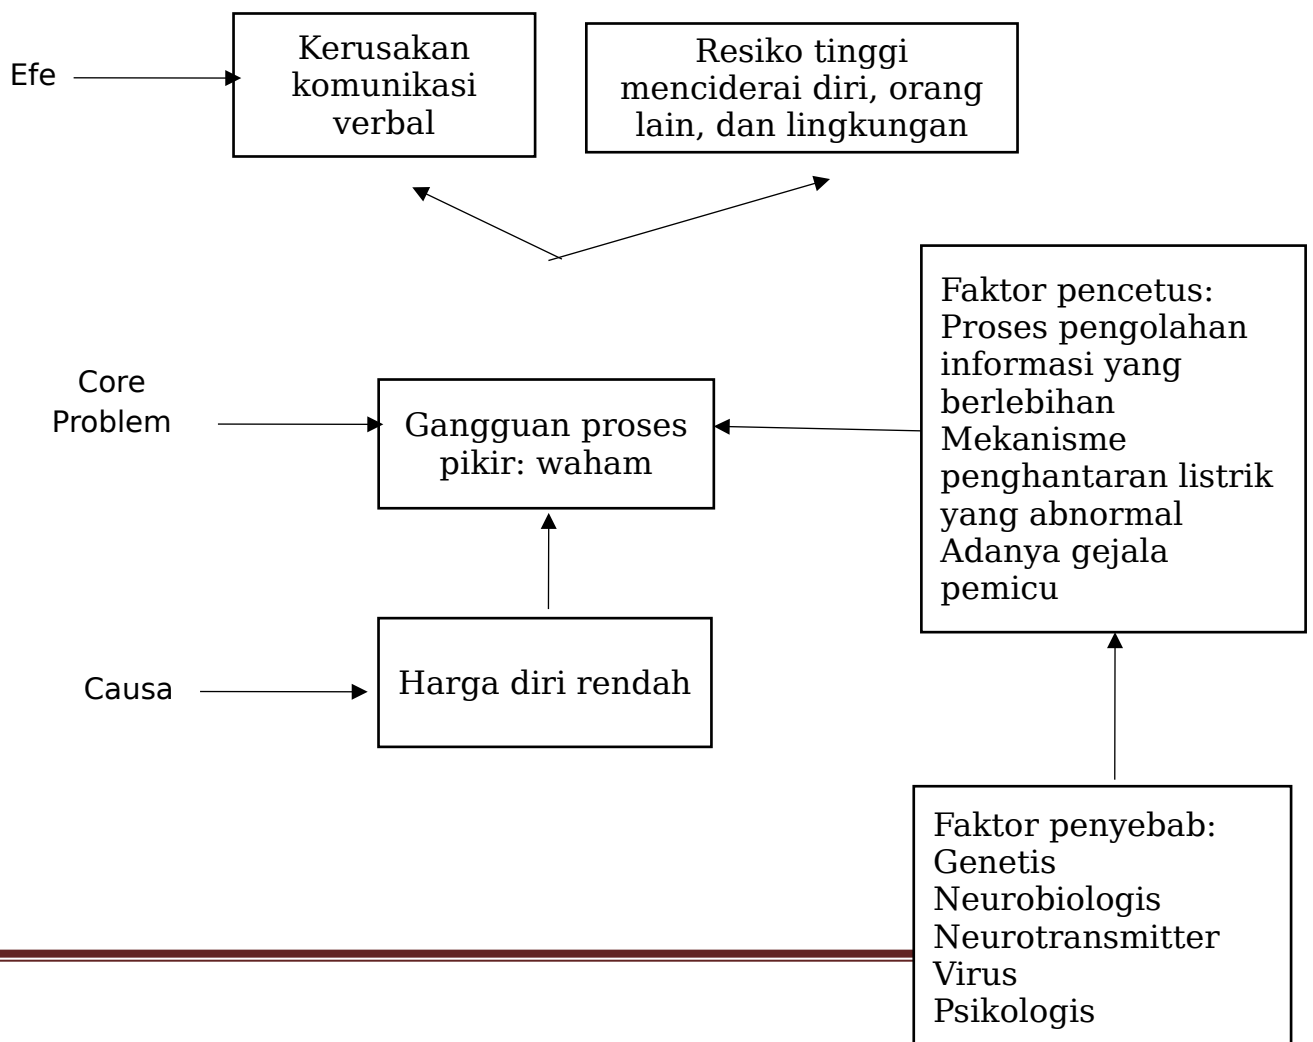 Efe
Kerusakan
komunikasi
verbal
Resiko tinggi
menciderai diri, orang
lain, dan lingkungan
Core
Problem
Gangguan proses
pikir: waham
Faktor pencetus:
Proses pengolahan
informasi yang
berlebihan
Mekanisme
penghantaran listrik
yang abnormal
Adanya gejala
pemicu
Causa
Harga diri rendah
Faktor penyebab:
Genetis
Neurobiologis
Neurotransmitter
Virus
Psikologis